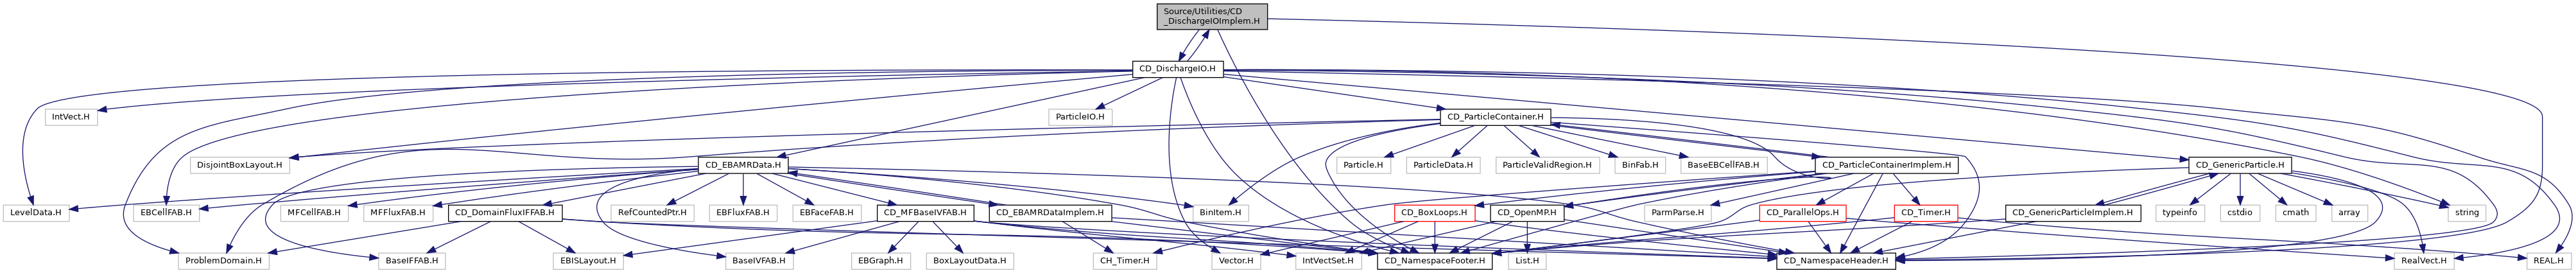 Source/Utilities/CD
_DischargeIOImplem.H
CD_DischargeIO.H
IntVect.H
ParticleIO.H
CD_ParticleContainer.H
DisjointBoxLayout.H
CD_EBAMRData.H
Particle.H
ParticleData.H
ParticleValidRegion.H
BinFab.H
BaseEBCellFAB.H
CD_ParticleContainerImplem.H
CD_GenericParticle.H
LevelData.H
EBCellFAB.H
MFCellFAB.H
MFFluxFAB.H
CD_DomainFluxIFFAB.H
RefCountedPtr.H
EBFluxFAB.H
EBFaceFAB.H
CD_MFBaseIVFAB.H
CD_EBAMRDataImplem.H
BinItem.H
CD_BoxLoops.H
CD_OpenMP.H
ParmParse.H
CD_ParallelOps.H
CD_Timer.H
CD_GenericParticleImplem.H
typeinfo
cstdio
cmath
array
string
ProblemDomain.H
BaseIFFAB.H
EBISLayout.H
BaseIVFAB.H
EBGraph.H
BoxLayoutData.H
CH_Timer.H
Vector.H
IntVectSet.H
CD_NamespaceFooter.H
List.H
CD_NamespaceHeader.H
RealVect.H
REAL.H